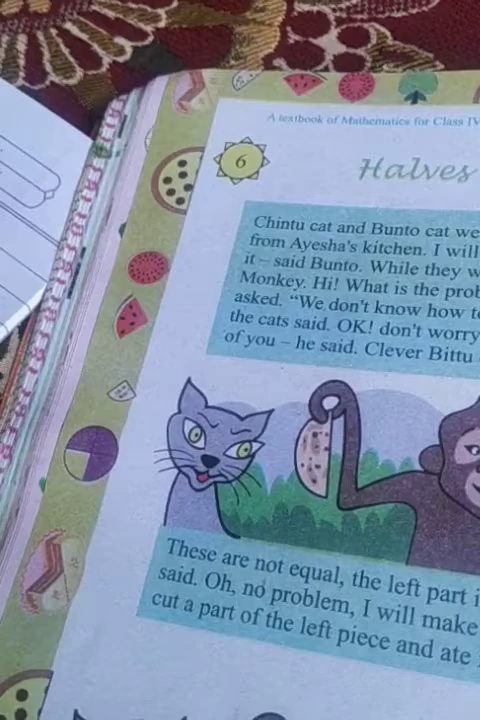 A textbook of Mathematics for Class IV
6
Halves
Chintu cat and Bunto cat we
from Ayesha's kitchen. I will
it – said Bunto. While they w
Monkey. Hi! What is the prob
asked. “We don't know how to
the cats said. OK! don't worry
of you – he said. Clever Bittu
These are not equal, the left part i
said. Oh, no problem, I will make
cut a part of the left piece and ate